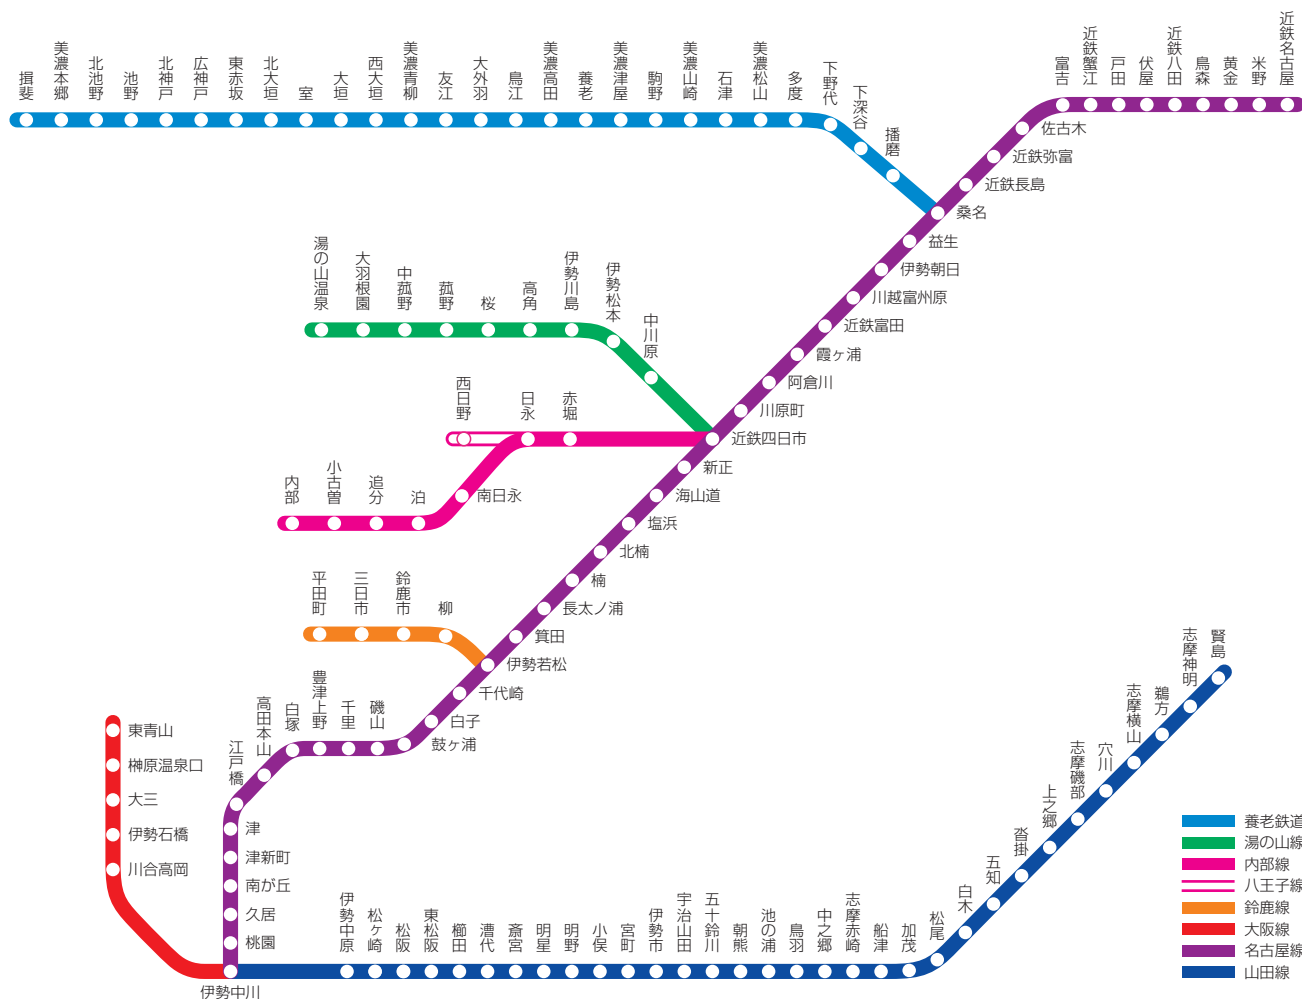 揖斐
美濃本郷
北池野
池野
北神戸
広神戸
東赤坂
北大垣
室
大垣
西大垣
美濃青柳
友江
大外羽
鳥江
美濃高田
養老
美濃津屋
駒野
美濃山崎
石津
美濃松山
多度
下野代
下深谷
播磨
富吉
近鉄蟹江
戸田
伏屋
近鉄八田
烏森
黄金
米野
近鉄名古屋
佐古木
近鉄弥富
近鉄長島
桑名
益生
伊勢朝日
川越富州原
近鉄富田
霞ヶ浦
阿倉川
川原町
近鉄四日市
湯の山温泉
大羽根園
中菰野
菰野
桜
高角
伊勢川島
伊勢松本
中川原
西日野
日永
赤堀
内部
小古曽
追分
泊
南日永
新正
海山道
塩浜
北楠
楠
長太ノ浦
箕田
伊勢若松
平田町
三日市
鈴鹿市
柳
千代崎
白子
鼓ヶ浦
磯山
千里
豊津上野
白塚
高田本山
江戸橋
津
津新町
南が丘
久居
桃園
伊勢中川
東青山
榊原温泉口
大三
伊勢石橋
川合高岡
伊勢中原
松ヶ崎
松阪
東松阪
櫛田
漕代
斎宮
明星
明野
小俣
宮町
伊勢市
宇治山田
五十鈴川
朝熊
池の浦
鳥羽
中之郷
志摩赤崎
船津
加茂
松尾
白木
五知
沓掛
上之郷
志摩磯部
穴川
志摩横山
鵜方
志摩神明
賢島
養老鉄道
湯の山線
内部線
八王子線
鈴鹿線
大阪線
名古屋線
山田線